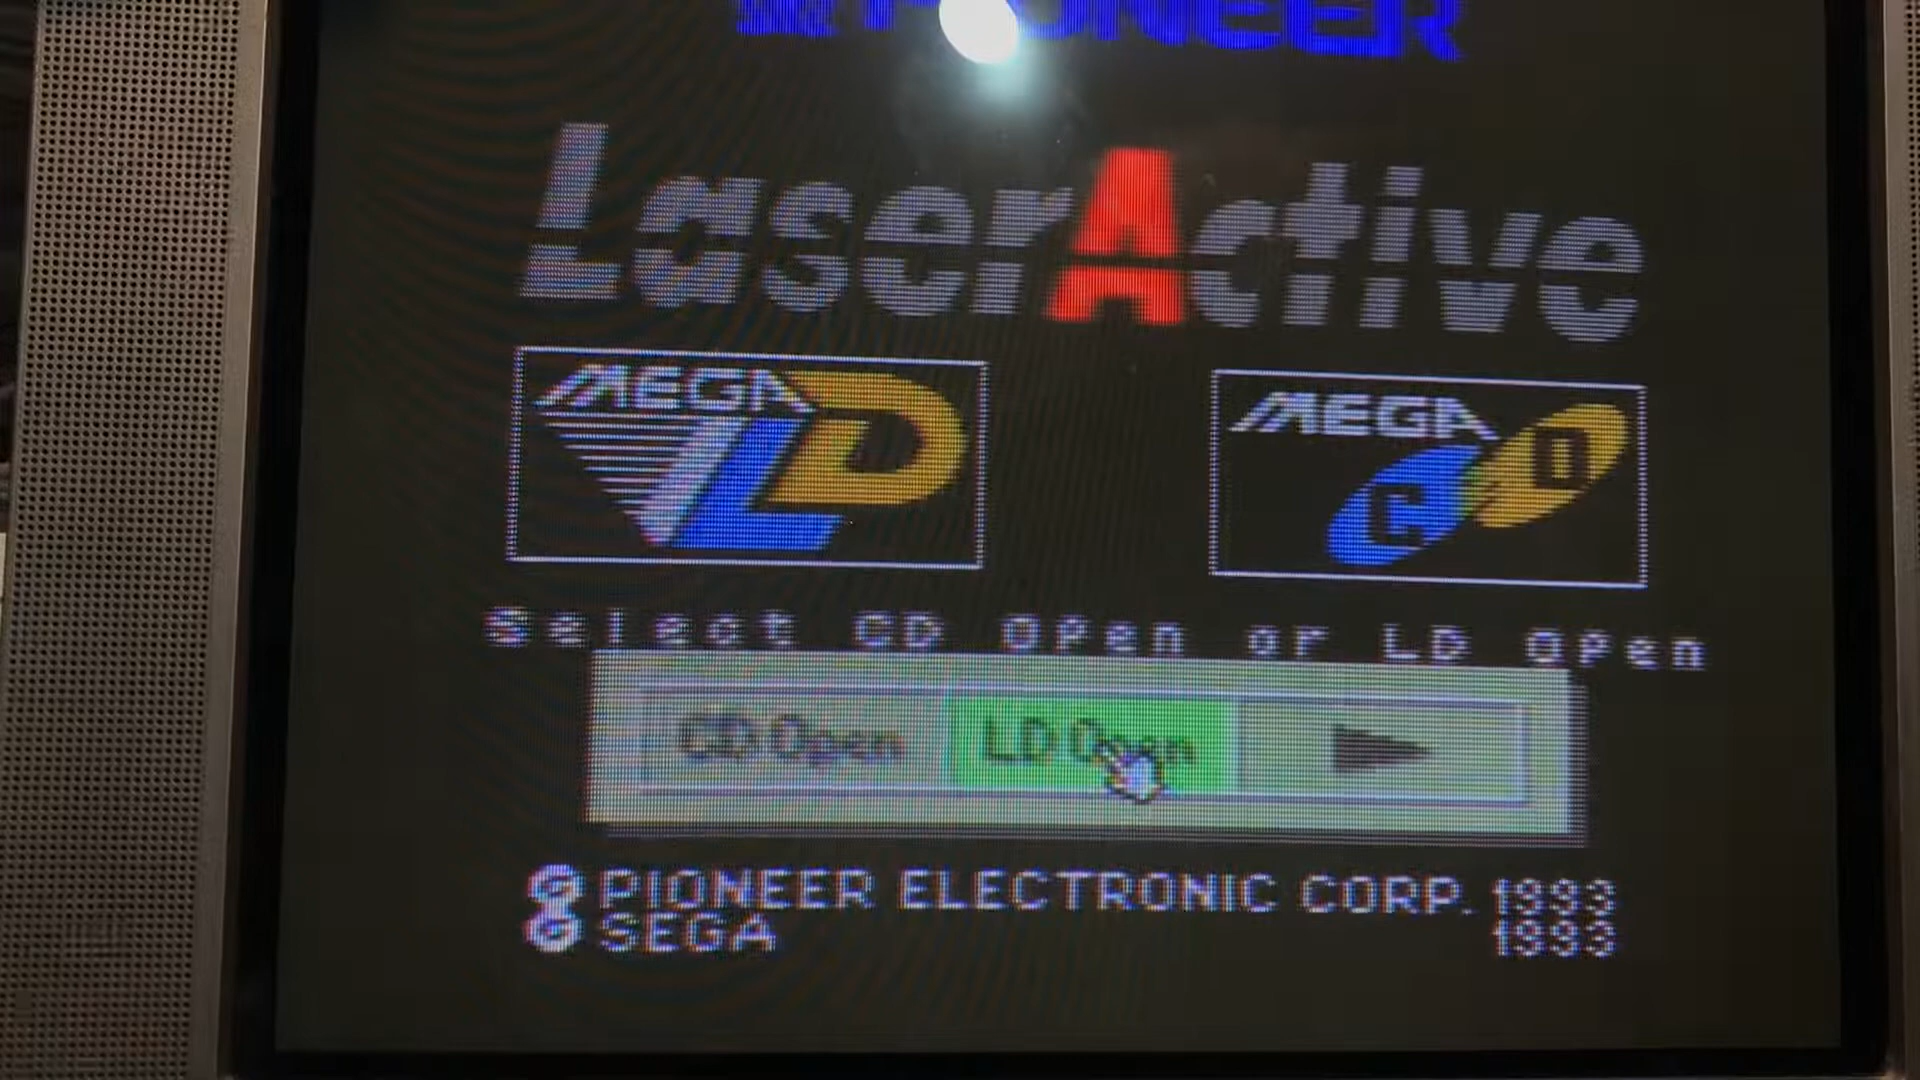 PIONEER
LaserActive
MEGA LD
MEGA CD
Select CD Open or LD Open
CD Open LD Open
© PIONEER ELECTRONIC CORP. 1993
© SEGA 1993